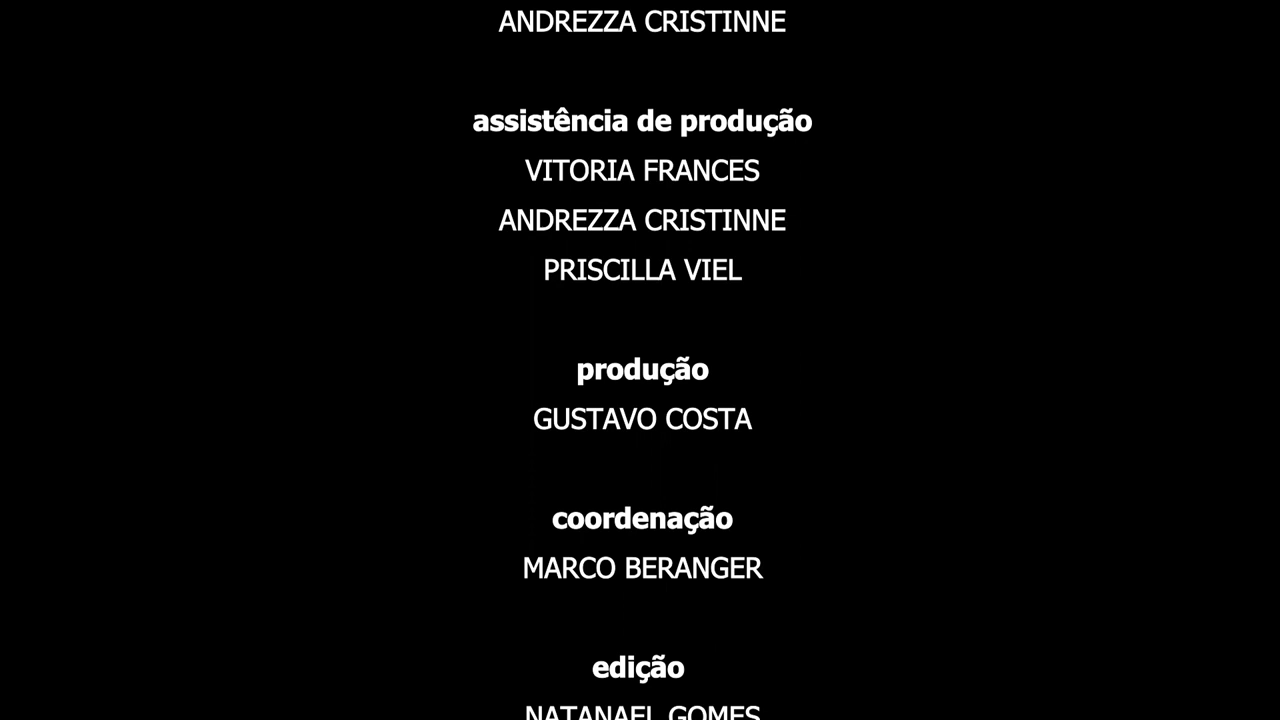 ANDREZZA CRISTINNE
assistência de produção
VITORIA FRANCES
ANDREZZA CRISTINNE
PRISCILLA VIEL
produção
GUSTAVO COSTA
coordenação
MARCO BERANGER
edição
NATANAEL GOMES